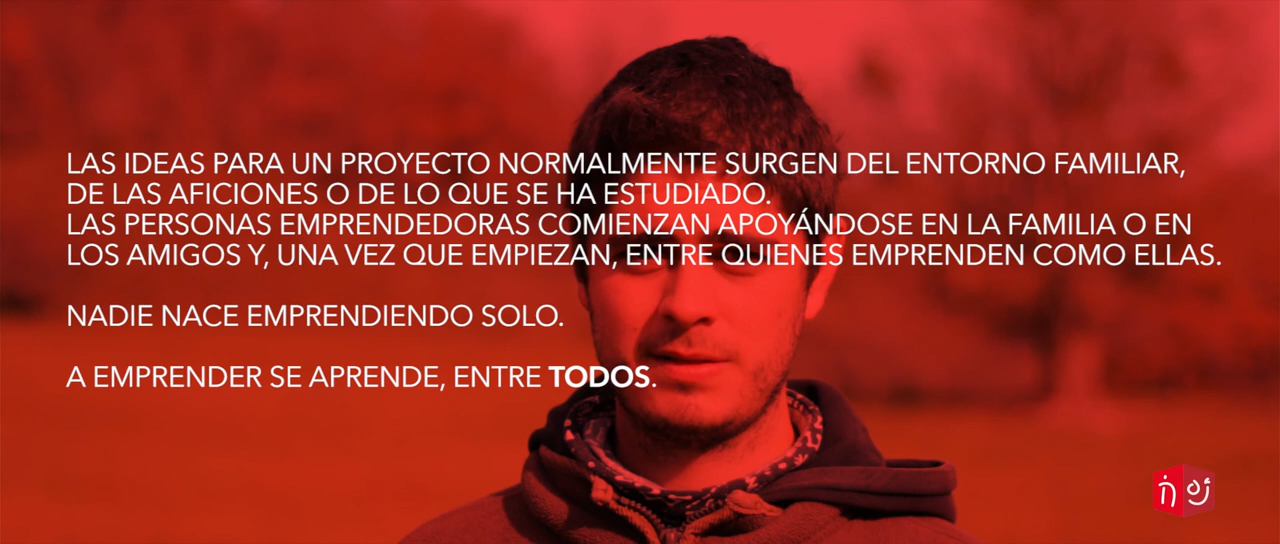 LAS IDEAS PARA UN PROYECTO NORMALMENTE SURGEN DEL ENTORNO FAMILIAR,
DE LAS AFICIONES O DE LO QUE SE HA ESTUDIADO.
LAS PERSONAS EMPRENDEDORAS COMIENZAN APOYÁNDOSE EN LA FAMILIA O EN
LOS AMIGOS Y, UNA VEZ QUE EMPIEZAN, ENTRE QUIENES EMPRENDEN COMO ELLAS.
NADIE NACE EMPRENDIENDO SOLO.
A EMPRENDER SE APRENDE, ENTRE TODOS.